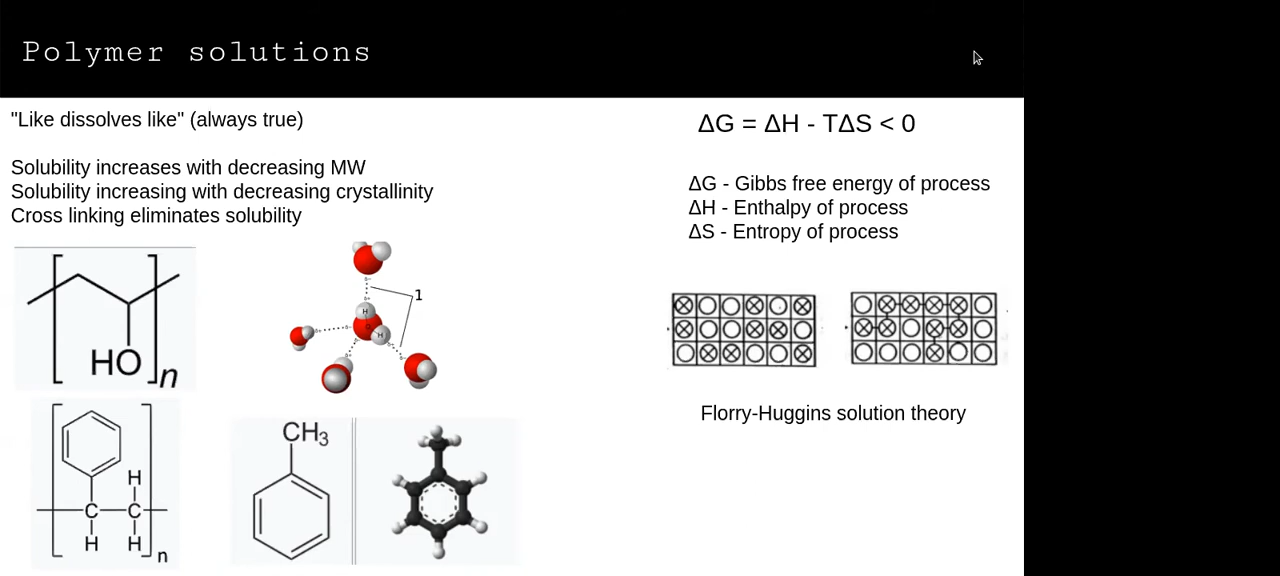 Polymer solutions
"Like dissolves like" (always true)
Solubility increases with decreasing MW
Solubility increasing with decreasing crystallinity
Cross linking eliminates solubility
HO
n
1
H
H
H
C
C
H
H
n
CH₃
ΔG = ΔH - TΔS < 0
ΔG - Gibbs free energy of process
ΔH - Enthalpy of process
ΔS - Entropy of process
Florry-Huggins solution theory